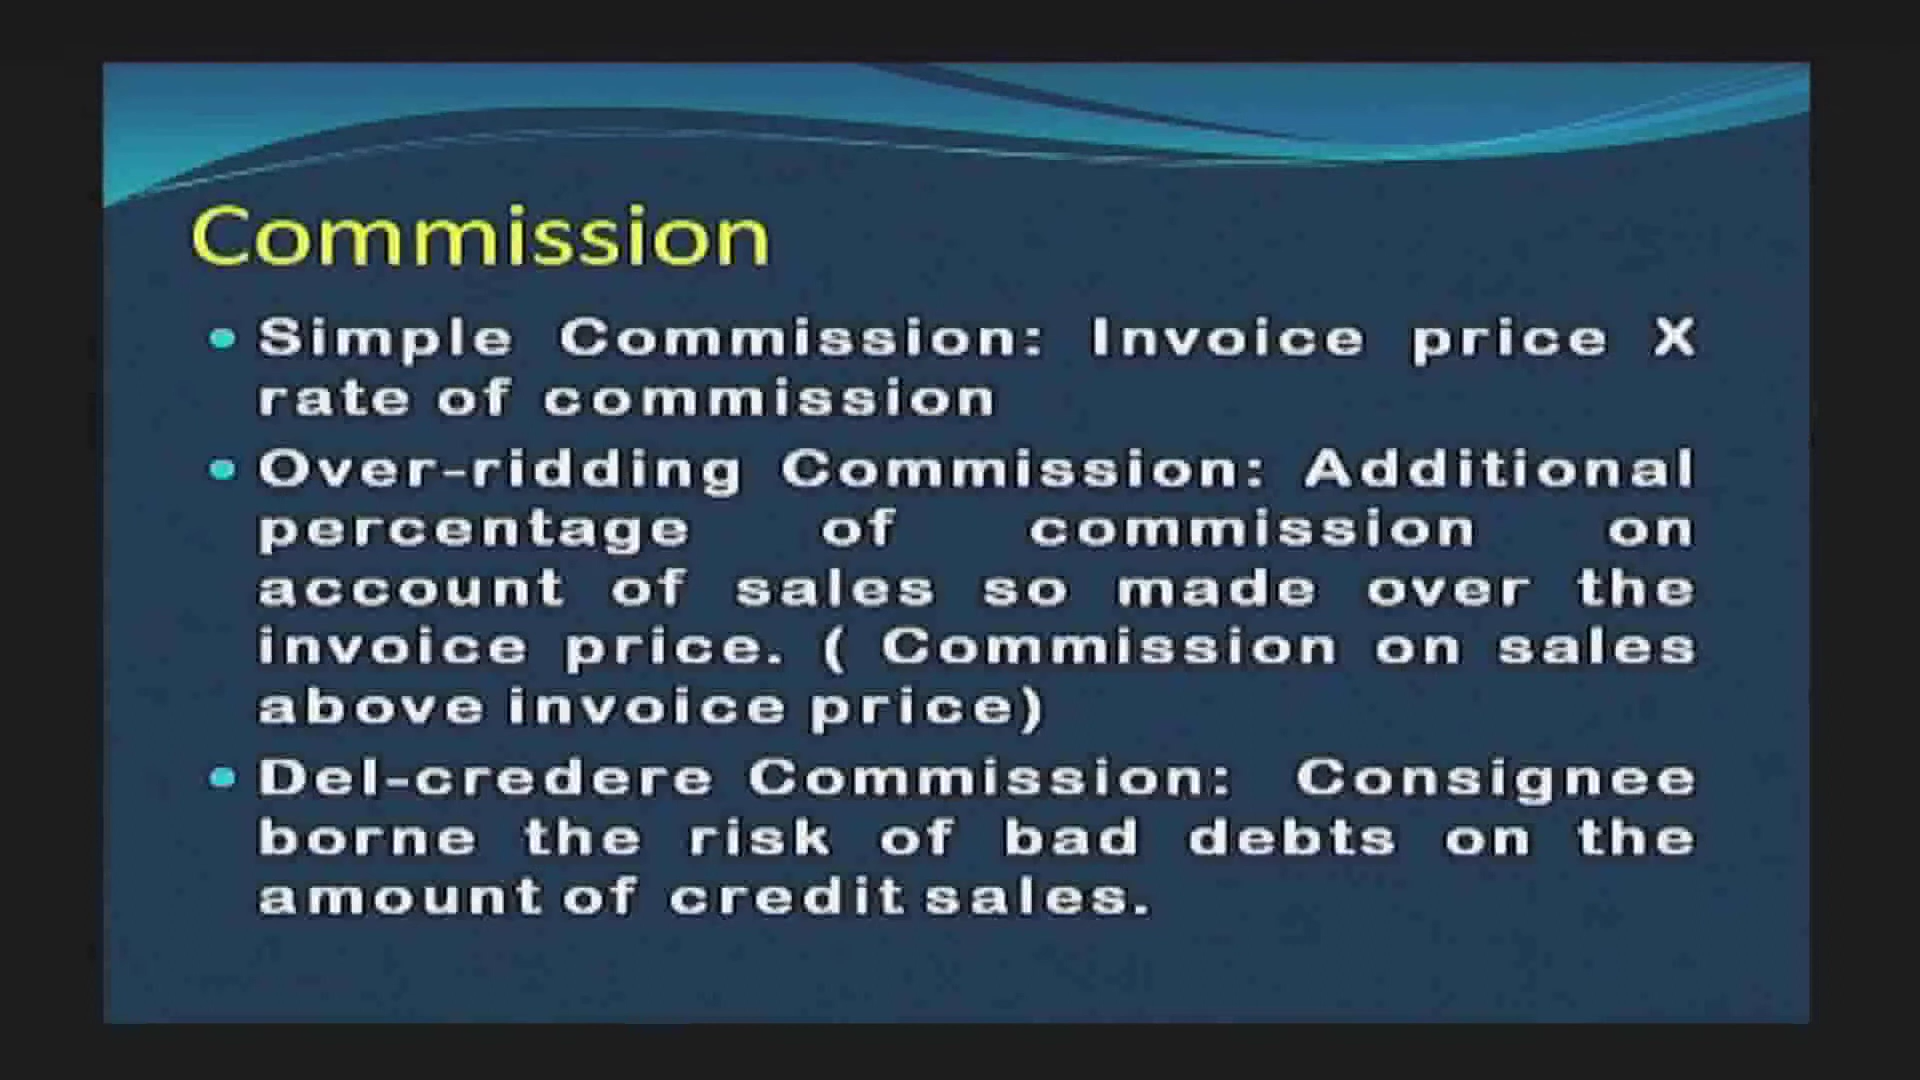 Commission
• Simple Commission: Invoice price X
rate of commission
• Over-ridding Commission: Additional
percentage of commission on
account of sales so made over the
invoice price. ( Commission on sales
above invoice price)
• Del-credere Commission: Consignee
borne the risk of bad debts on the
amount of credit sales.